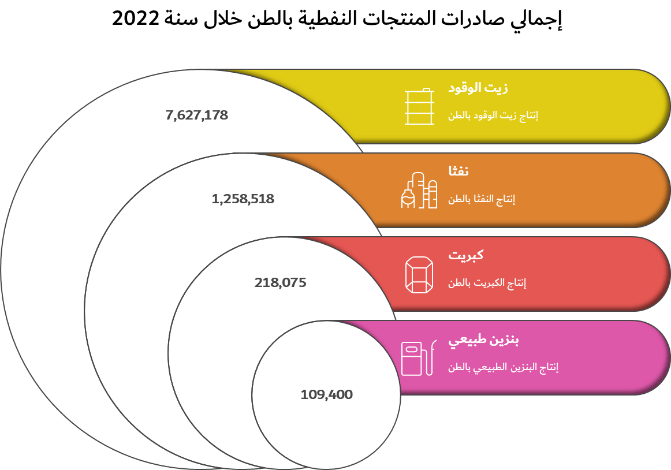 إجمالي صادرات المنتجات النفطية بالطن خلال سنة 2022
زيت الوقود
إنتاج زيت الوقود بالطن
7,627,178
نفثا
إنتاج النفثا بالطن
1,258,518
كبريت
إنتاج الكبريت بالطن
218,075
بنزين طبيعي
إنتاج البنزين الطبيعي بالطن
109,400